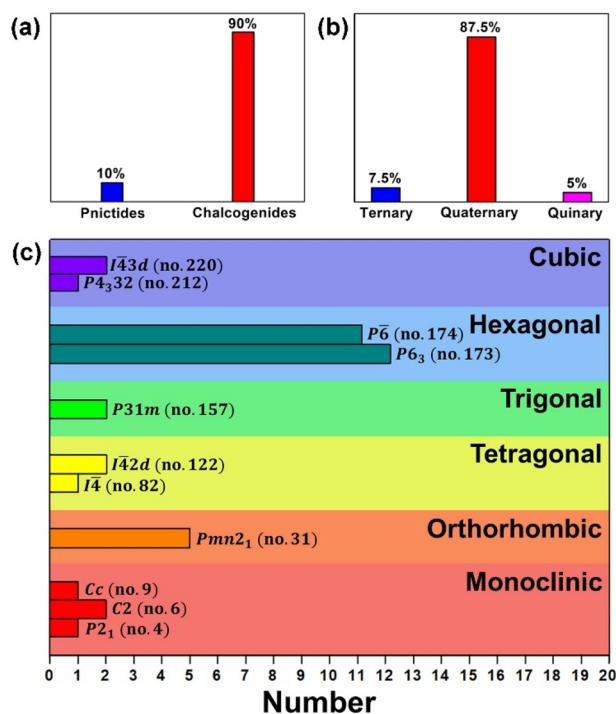 (a)
90%
10%
Pnictides Chalcogenides
(b)
87.5%
7.5%
5%
Ternary Quaternary Quinary
(c)
Cubic
I4̅3d (no. 220)
P4₃32 (no. 212)
Hexagonal
P6̅ (no. 174)
P6₃ (no. 173)
Trigonal
P31m (no. 157)
Tetragonal
I4̅2d (no. 122)
I4̅ (no. 82)
Orthorhombic
Pmn2₁ (no. 31)
Monoclinic
Cc (no. 9)
C2 (no. 6)
P2₁ (no. 4)
0 1 2 3 4 5 6 7 8 9 10 11 12 13 14 15 16 17 18 19 20
Number